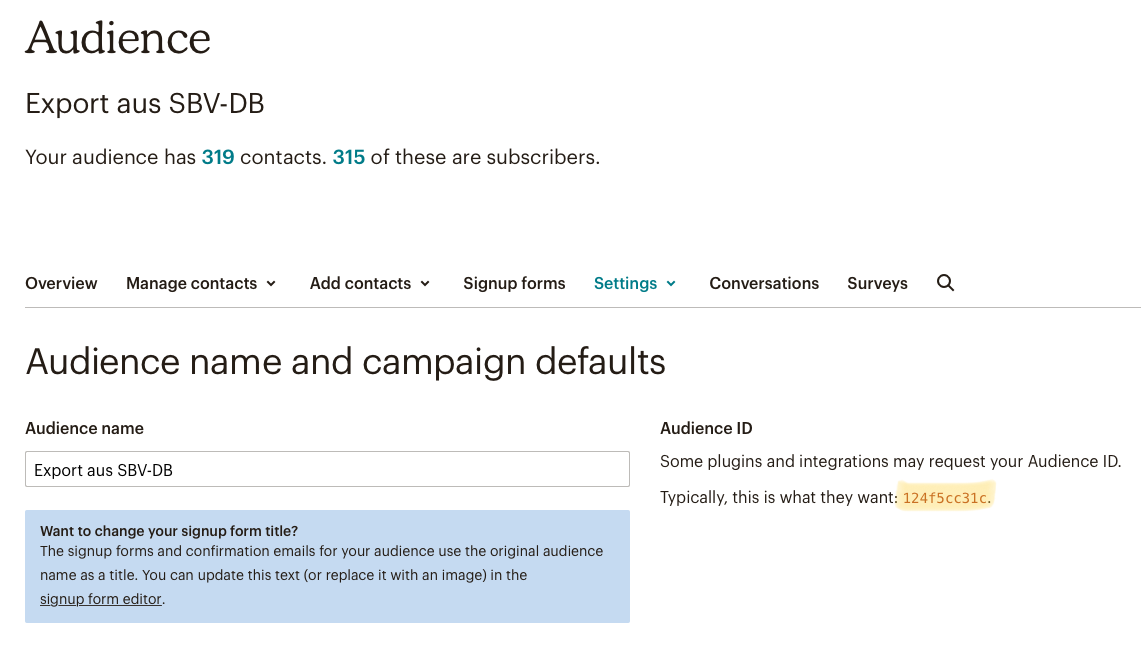 Audience
Export aus SBV-DB
Your audience has 319 contacts. 315 of these are subscribers.
Overview Manage contacts Add contacts Signup forms Settings Conversations Surveys
Audience name and campaign defaults
Audience name
Export aus SBV-DB
Want to change your signup form title?
The signup forms and confirmation emails for your audience use the original audience
name as a title. You can update this text (or replace it with an image) in the
signup form editor.
Audience ID
Some plugins and integrations may request your Audience ID.
Typically, this is what they want: 124f5cc31c.